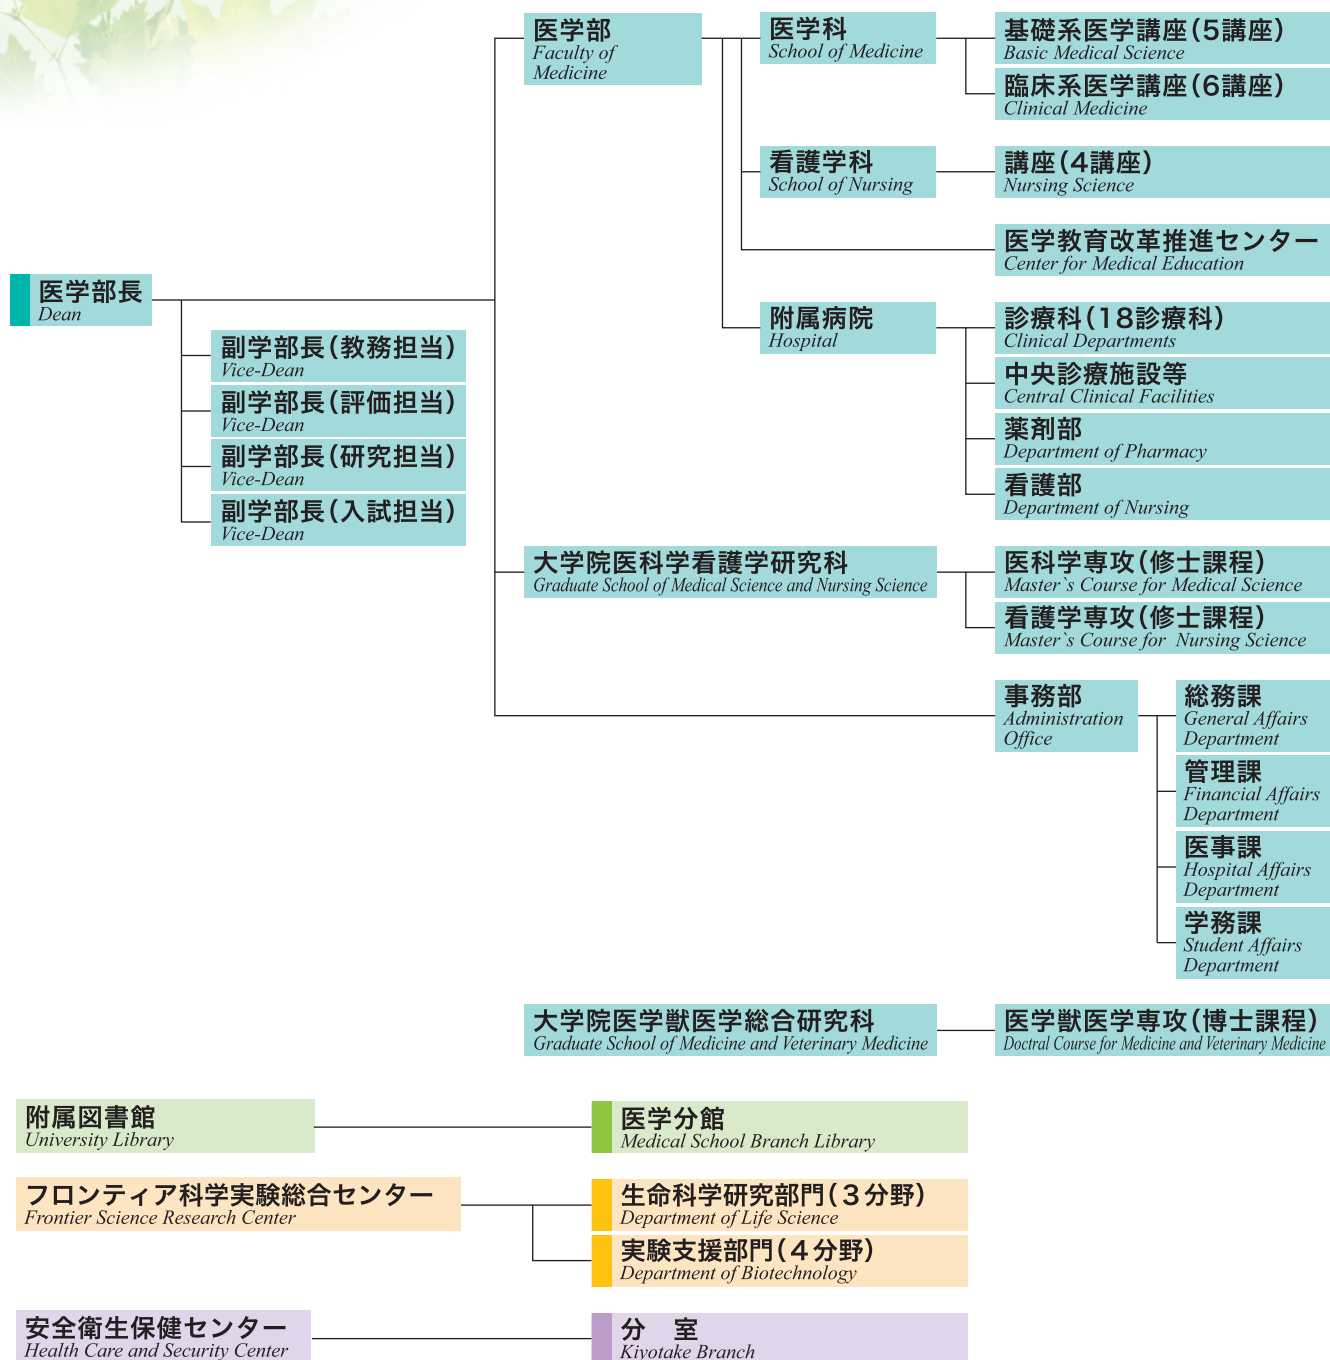 医学部長
Dean
副学部長(教務担当)
Vice-Dean
副学部長(評価担当)
Vice-Dean
副学部長(研究担当)
Vice-Dean
副学部長(入試担当)
Vice-Dean
医学部
Faculty of
Medicine
医学科
School of Medicine
基礎系医学講座(5講座)
Basic Medical Science
臨床系医学講座(6講座)
Clinical Medicine
看護学科
School of Nursing
講座(4講座)
Nursing Science
医学教育改革推進センター
Center for Medical Education
附属病院
Hospital
診療科(18診療科)
Clinical Departments
中央診療施設等
Central Clinical Facilities
薬剤部
Department of Pharmacy
看護部
Department of Nursing
大学院医科学看護学研究科
Graduate School of Medical Science and Nursing Science
医科学専攻(修士課程)
Master`s Course for Medical Science
看護学専攻(修士課程)
Master`s Course for Nursing Science
事務部
Administration
Office
総務課
General Affairs
Department
管理課
Financial Affairs
Department
医事課
Hospital Affairs
Department
学務課
Student Affairs
Department
大学院医学獣医学総合研究科
Graduate School of Medicine and Veterinary Medicine
医学獣医学専攻(博士課程)
Doctral Course for Medicine and Veterinary Medicine
附属図書館
University Library
医学分館
Medical School Branch Library
フロンティア科学実験総合センター
Frontier Science Research Center
生命科学研究部門(3分野)
Department of Life Science
実験支援部門(4分野)
Department of Biotechnology
安全衛生保健センター
Health Care and Security Center
分　室
Kiyotake Branch